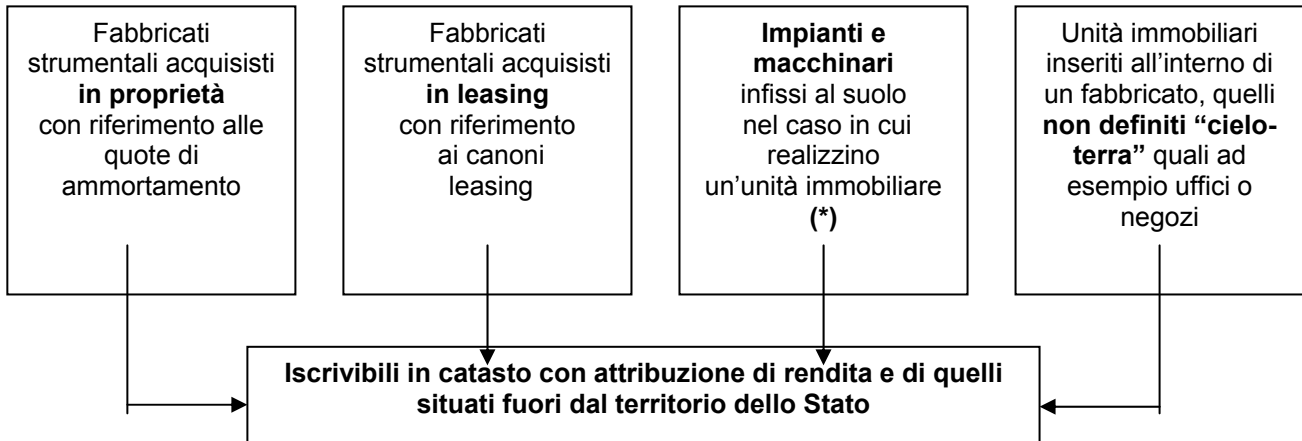 Fabbricati
strumentali acquisisti
in proprietà
con riferimento alle
quote di
ammortamento
Fabbricati
strumentali acquisisti
in leasing
con riferimento
ai canoni
leasing
Impianti e
macchinari
infissi al suolo
nel caso in cui
realizzino
un’unità immobiliare
(*)
Unità immobiliari
inseriti all’interno di
un fabbricato, quelli
non definiti “cielo-
terra” quali ad
esempio uffici o
negozi
Iscrivibili in catasto con attribuzione di rendita e di quelli
situati fuori dal territorio dello Stato